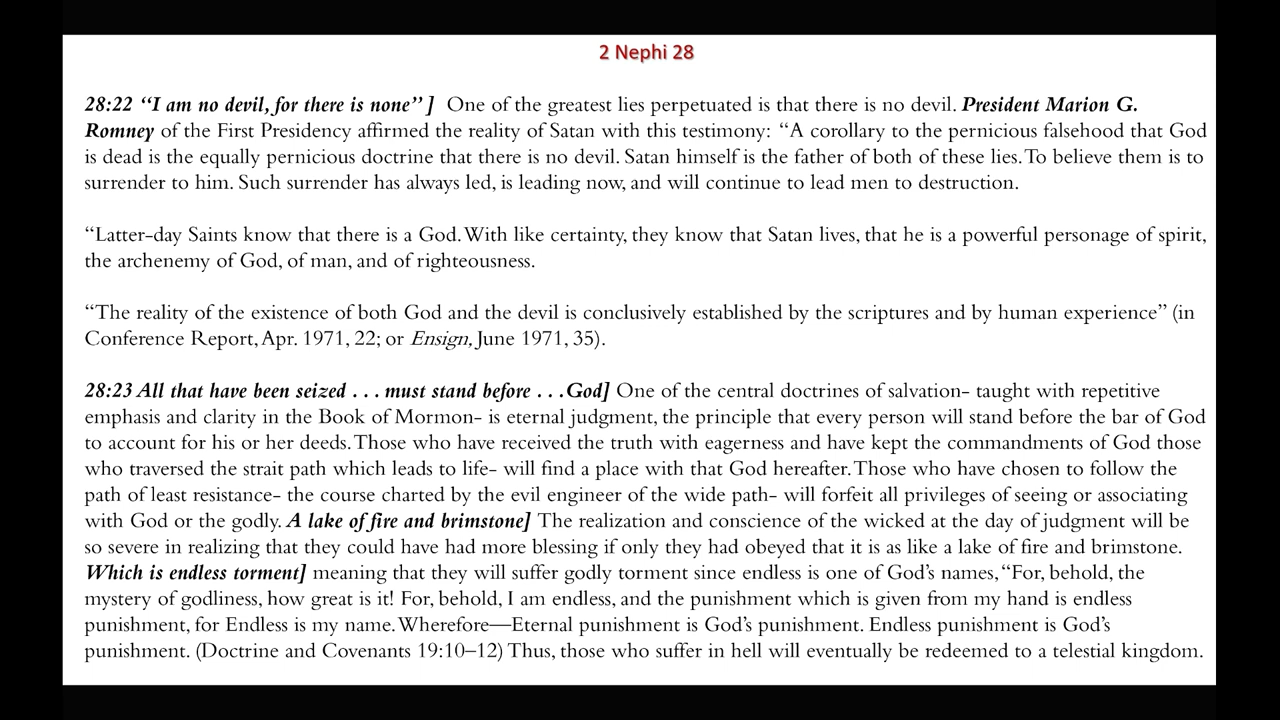 2 Nephi 28
28:22 “I am no devil, for there is none” ] One of the greatest lies perpetuated is that there is no devil. President Marion G.
Romney of the First Presidency affirmed the reality of Satan with this testimony: “A corollary to the pernicious falsehood that God
is dead is the equally pernicious doctrine that there is no devil. Satan himself is the father of both of these lies. To believe them is to
surrender to him. Such surrender has always led, is leading now, and will continue to lead men to destruction.
“Latter-day Saints know that there is a God. With like certainty, they know that Satan lives, that he is a powerful personage of spirit,
the archenemy of God, of man, and of righteousness.
“The reality of the existence of both God and the devil is conclusively established by the scriptures and by human experience” (in
Conference Report, Apr. 1971, 22; or Ensign, June 1971, 35).
28:23 All that have been seized . . . must stand before . . . God] One of the central doctrines of salvation- taught with repetitive
emphasis and clarity in the Book of Mormon- is eternal judgment, the principle that every person will stand before the bar of God
to account for his or her deeds. Those who have received the truth with eagerness and have kept the commandments of God those
who traversed the strait path which leads to life- will find a place with that God hereafter. Those who have chosen to follow the
path of least resistance- the course charted by the evil engineer of the wide path- will forfeit all privileges of seeing or associating
with God or the godly. A lake of fire and brimstone] The realization and conscience of the wicked at the day of judgment will be
so severe in realizing that they could have had more blessing if only they had obeyed that it is as like a lake of fire and brimstone.
Which is endless torment] meaning that they will suffer godly torment since endless is one of God’s names, “For, behold, the
mystery of godliness, how great is it! For, behold, I am endless, and the punishment which is given from my hand is endless
punishment, for Endless is my name. Wherefore—Eternal punishment is God’s punishment. Endless punishment is God’s
punishment. (Doctrine and Covenants 19:10–12) Thus, those who suffer in hell will eventually be redeemed to a telestial kingdom.